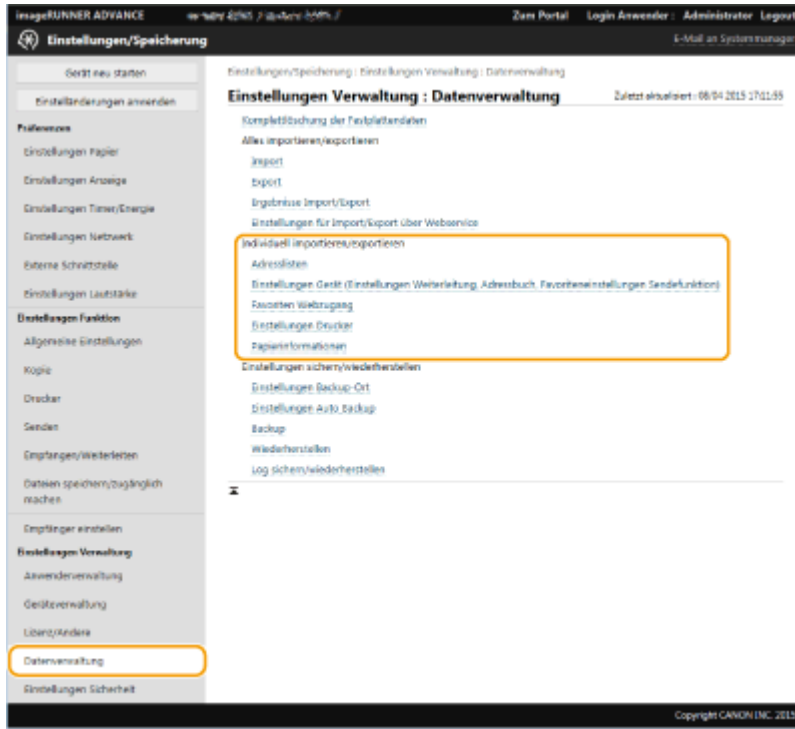 imageRUNNER ADVANCE
Zum Portal Login Anwender : Administrator Logout
Einstellungen/Speicherung
E-Mail an Systemmanager
Gerät neu starten
Einstelländerungen anwenden
Präferenzen
Einstellungen Papier
Einstellungen Anzeige
Einstellungen Timer/Energie
Einstellungen Netzwerk
Externe Schnittstelle
Einstellungen Lautstärke
Einstellungen Funktion
Allgemeine Einstellungen
Kopie
Drucker
Senden
Empfangen/Weiterleiten
Dateien speichern/zugänglich
machen
Empfänger einstellen
Einstellungen Verwaltung
Anwenderverwaltung
Geräteverwaltung
Lizenz/Andere
Datenverwaltung
Einstellungen Sicherheit
Einstellungen/Speicherung : Einstellungen Verwaltung : Datenverwaltung
Einstellungen Verwaltung : Datenverwaltung
Zuletzt aktualisiert : 08/04 2015 17:11:55
Komplettlöschung der Festplattendaten
Alles importieren/exportieren
Import
Export
Ergebnisse Import/Export
Einstellungen für Import/Export über Webservice
Individuell importieren/exportieren
Adresslisten
Einstellungen Gerät (Einstellungen Weiterleitung, Adressbuch, Favoriteneinstellungen Sendefunktion)
Favoriten Webzugang
Einstellungen Drucker
Papierinformationen
Einstellungen sichern/wiederherstellen
Einstellungen Backup-Ort
Einstellungen Auto Backup
Backup
Wiederherstellen
Log sichern/wiederherstellen
Copyright CANON INC. 2015